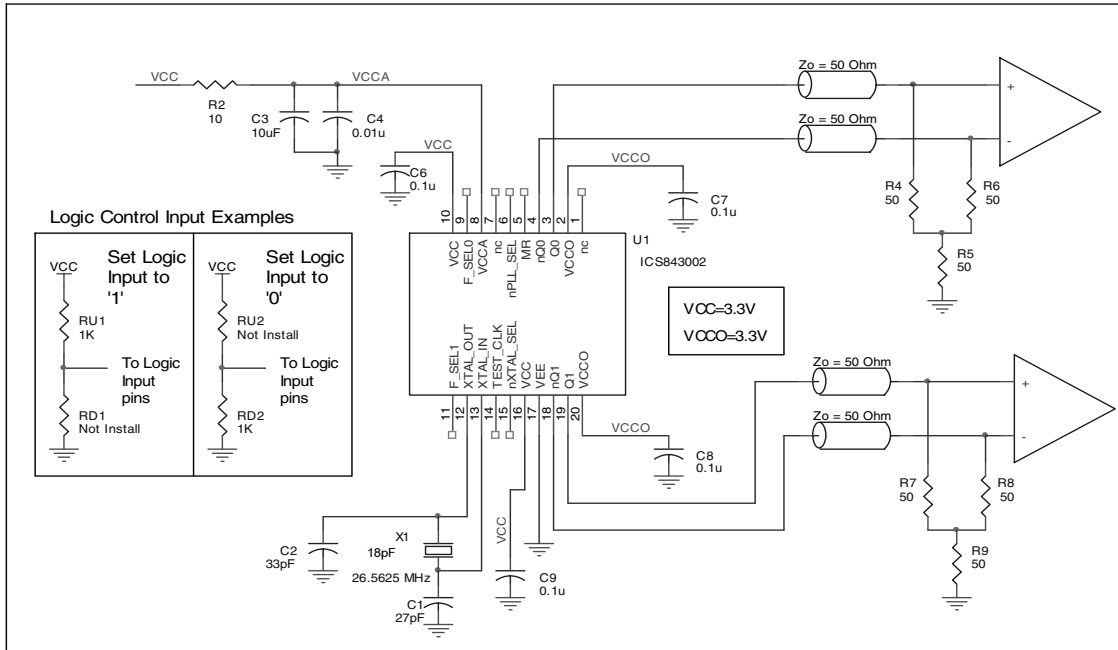 VCC
R2
10
VCCA
C3
10uF
C4
0.01u
VCC
C6
0.1u
VCCO
C7
0.1u
10 9 8 7 6 5 4 3 2 1
VCC
F_SEL0
VCCA
nc
nPLL_SEL
MR
nQ0
Q0
VCCO
nc
U1
ICS843002
F_SEL1
XTAL_OUT
XTAL_IN
TEST_CLK
nXTAL_SEL
VCC
VEE
nQ1
Q1
VCCO
11 12 13 14 15 16 17 18 19 20
Zo = 50 Ohm
Zo = 50 Ohm
+
-
R4
50
R6
50
R5
50
VCC=3.3V
VCCO=3.3V
Logic Control Input Examples
Set Logic
Input to
'1'
VCC
RU1
1K
To Logic
Input
pins
RD1
Not Install
Set Logic
Input to
'0'
VCC
RU2
Not Install
To Logic
Input
pins
RD2
1K
Zo = 50 Ohm
Zo = 50 Ohm
+
-
R7
50
R8
50
R9
50
VCCO
C8
0.1u
C2
33pF
X1
18pF
26.5625 MHz
C1
27pF
VCC
C9
0.1u